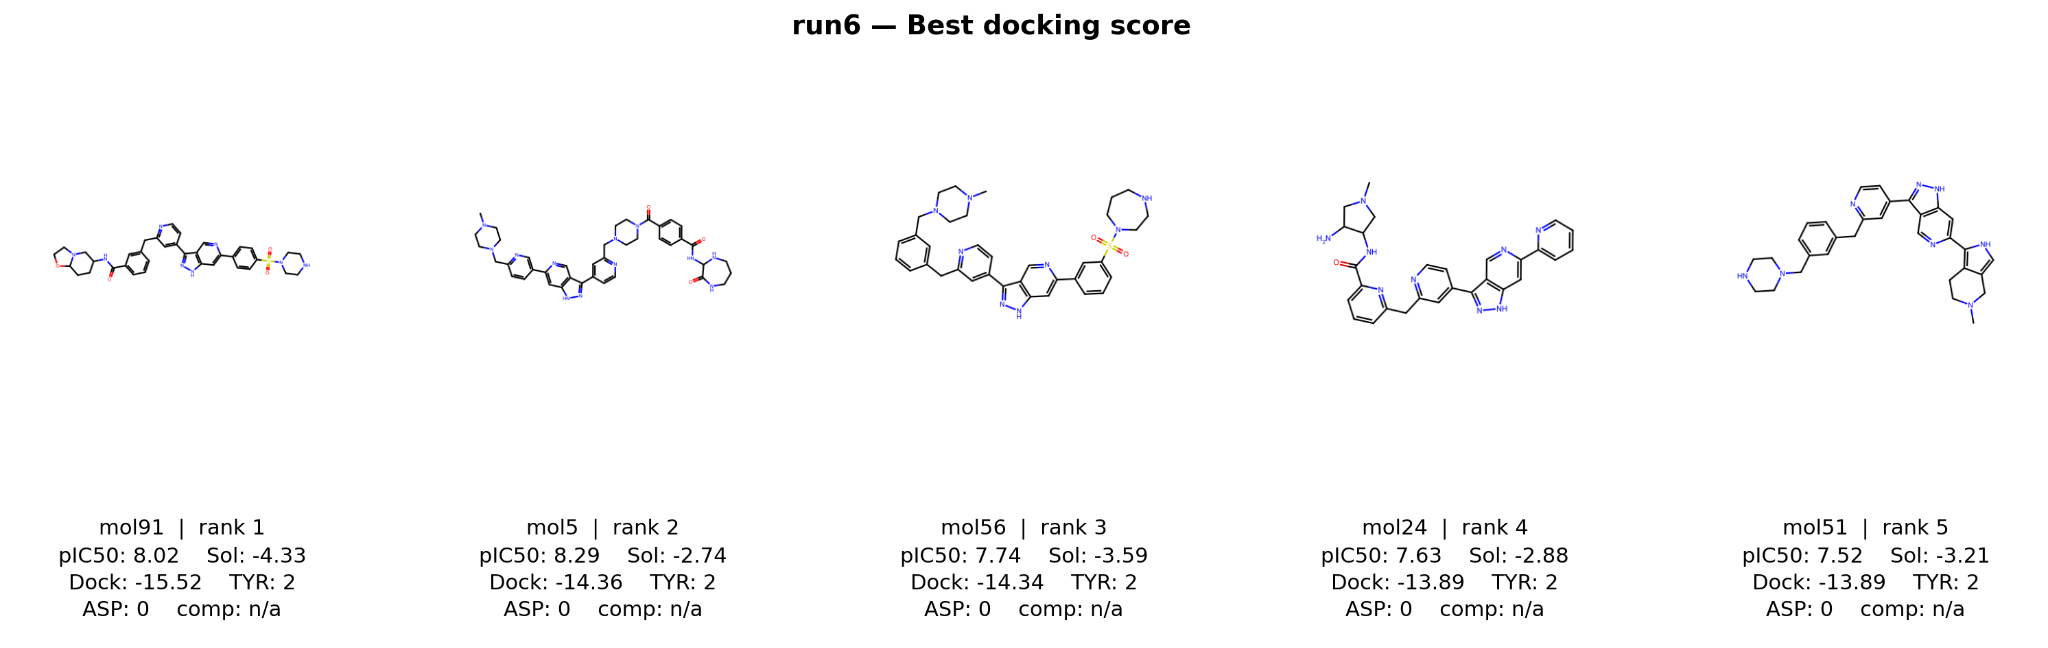 run6 — Best docking score
mol91 | rank 1
pIC50: 8.02 Sol: -4.33
Dock: -15.52 TYR: 2
ASP: 0 comp: n/a
mol5 | rank 2
pIC50: 8.29 Sol: -2.74
Dock: -14.36 TYR: 2
ASP: 0 comp: n/a
mol56 | rank 3
pIC50: 7.74 Sol: -3.59
Dock: -14.34 TYR: 2
ASP: 0 comp: n/a
mol24 | rank 4
pIC50: 7.63 Sol: -2.88
Dock: -13.89 TYR: 2
ASP: 0 comp: n/a
mol51 | rank 5
pIC50: 7.52 Sol: -3.21
Dock: -13.89 TYR: 2
ASP: 0 comp: n/a